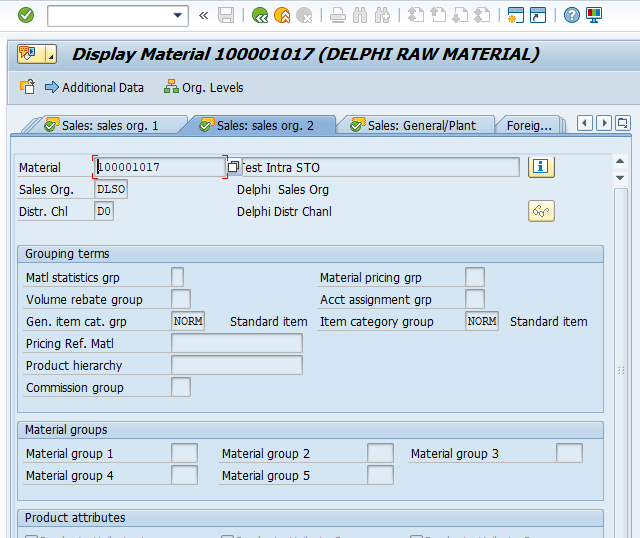 Display Material 100001017 (DELPHI RAW MATERIAL)
Additional Data Org. Levels
Sales: sales org. 1 Sales: sales org. 2 Sales: General/Plant Foreig...
Material 100001017 est Intra STO
Sales Org. DLSO Delphi Sales Org
Distr. Chl D0 Delphi Distr Chanl
Grouping terms
Matl statistics grp Material pricing grp
Volume rebate group Acct assignment grp
Gen. item cat. grp NORM Standard item Item category group NORM Standard item
Pricing Ref. Matl
Product hierarchy
Commission group
Material groups
Material group 1 Material group 2 Material group 3
Material group 4 Material group 5
Product attributes